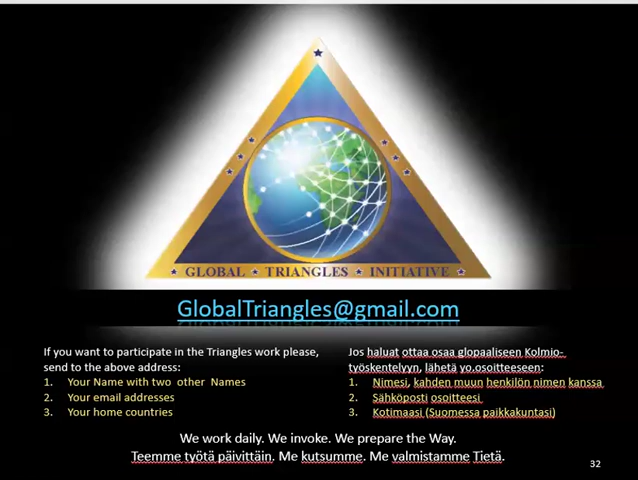 ★ GLOBAL ★ TRIANGLES ★ INITIATIVE ★
GlobalTriangles@gmail.com
If you want to participate in the Triangles work please,
send to the above address:
1. Your Name with two other Names
2. Your email addresses
3. Your home countries
Jos haluat ottaa osaa glopaaliseen Kolmio-
työskentelyyn, lähetä yo.osoitteeseen:
1. Nimesi, kahden muun henkilön nimen kanssa
2. Sähköposti osoitteesi
3. Kotimaasi (Suomessa paikkakuntasi)
We work daily. We invoke. We prepare the Way.
Teemme työtä päivittäin. Me kutsumme. Me valmistamme Tietä.
32